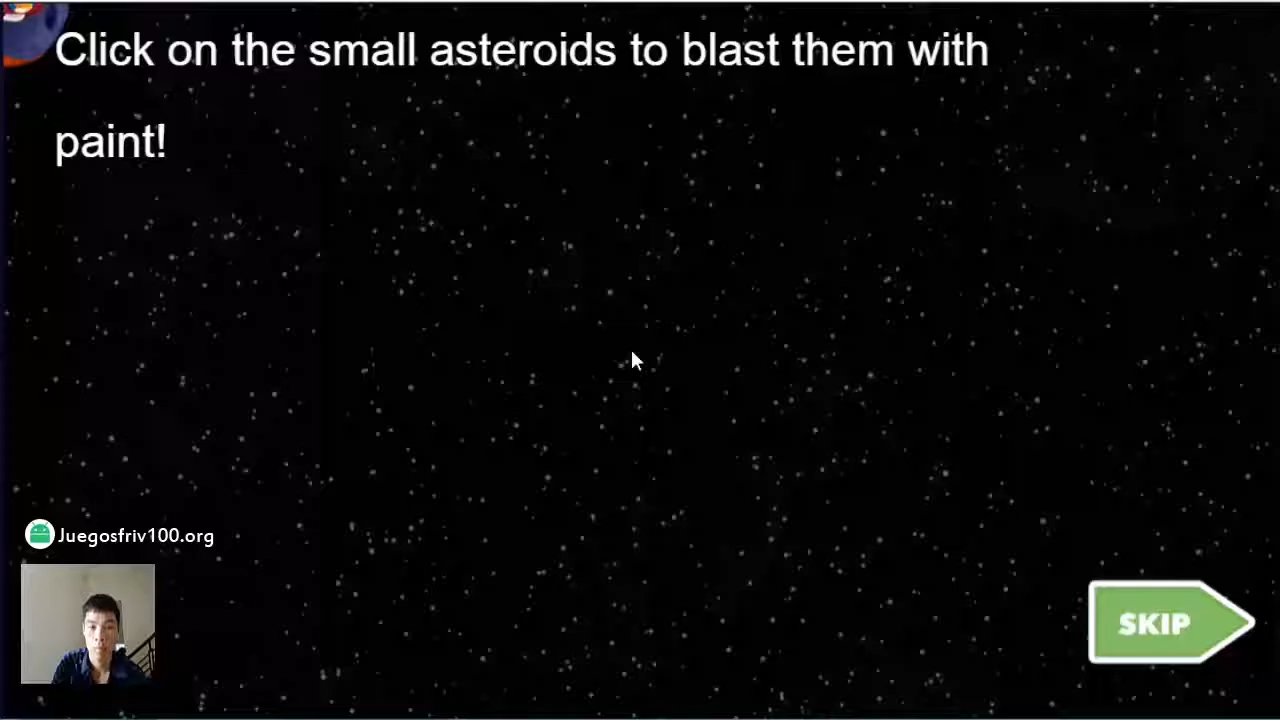 Click on the small asteroids to blast them with
paint!
Juegosfriv100.org
SKIP